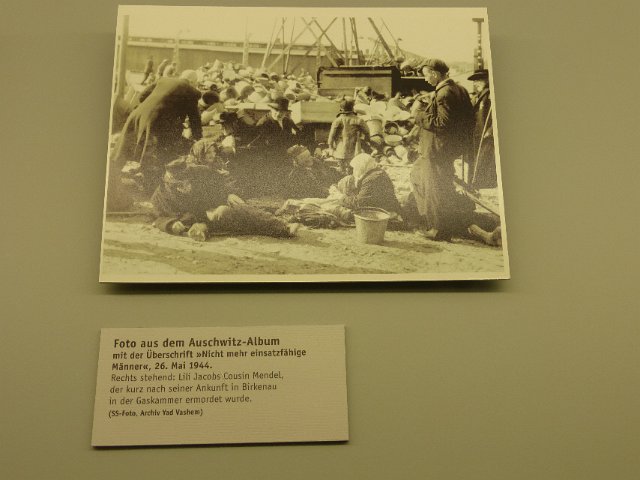 Foto aus dem Auschwitz-Album
mit der Überschrift »Nicht mehr einsatzfähige
Männer«, 26. Mai 1944.
Rechts stehend: Lili Jacobs Cousin Mendel,
der kurz nach seiner Ankunft in Birkenau
in der Gaskammer ermordet wurde.
(SS-Foto, Archiv Yad Vashem)